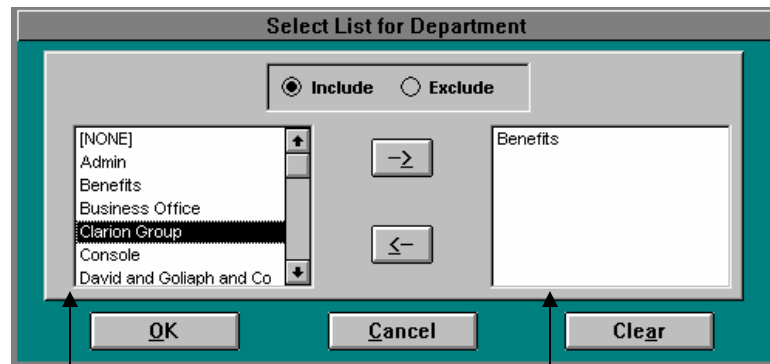 Select List for Department
Include Exclude
[NONE]
Admin
Benefits
Business Office
Clarion Group
Console
David and Goliaph and Co
->
<-
Benefits
OK Cancel Clear